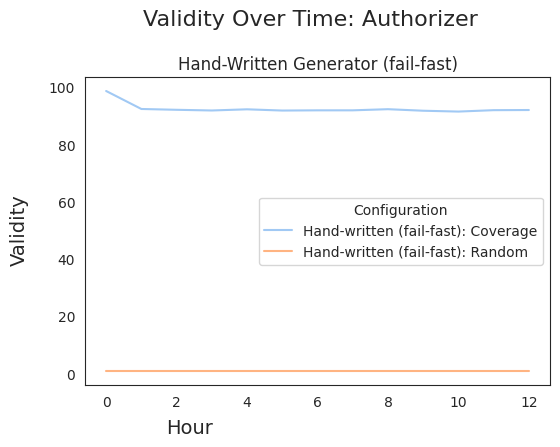 Validity Over Time: Authorizer
Hand-Written Generator (fail-fast)
100
80
60
40
20
0
Validity
Configuration
Hand-written (fail-fast): Coverage
Hand-written (fail-fast): Random
0 2 4 6 8 10 12
Hour